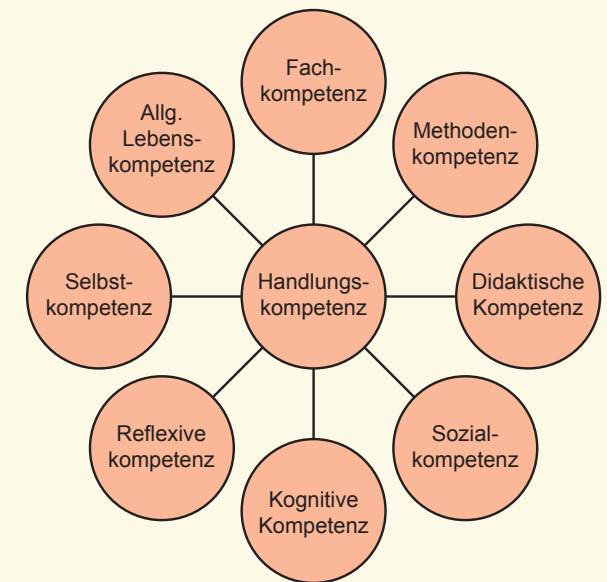 Fach-
kompetenz
Methoden-
kompetenz
Didaktische
Kompetenz
Sozial-
kompetenz
Kognitive
Kompetenz
Reflexive
kompetenz
Selbst-
kompetenz
Allg.
Lebens-
kompetenz
Handlungs-
kompetenz